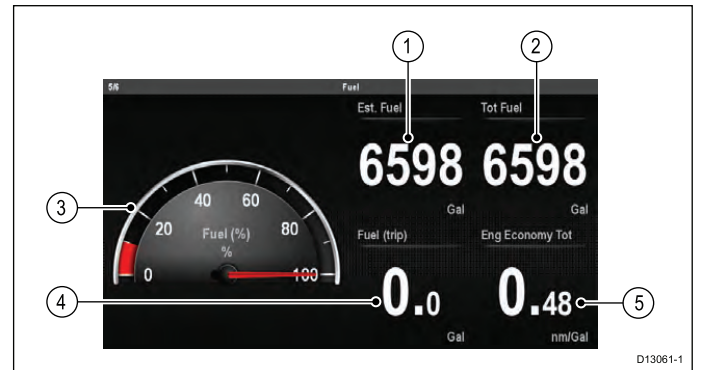 1
2
5/6
Fuel
Est. Fuel
Tot Fuel
6598
6598
Gal
Gal
3
20
40
60
80
0
100
Fuel (%)
%
Fuel (trip)
Eng Economy Tot
4
0.0
0.48
5
Gal
nm/Gal
D13061-1